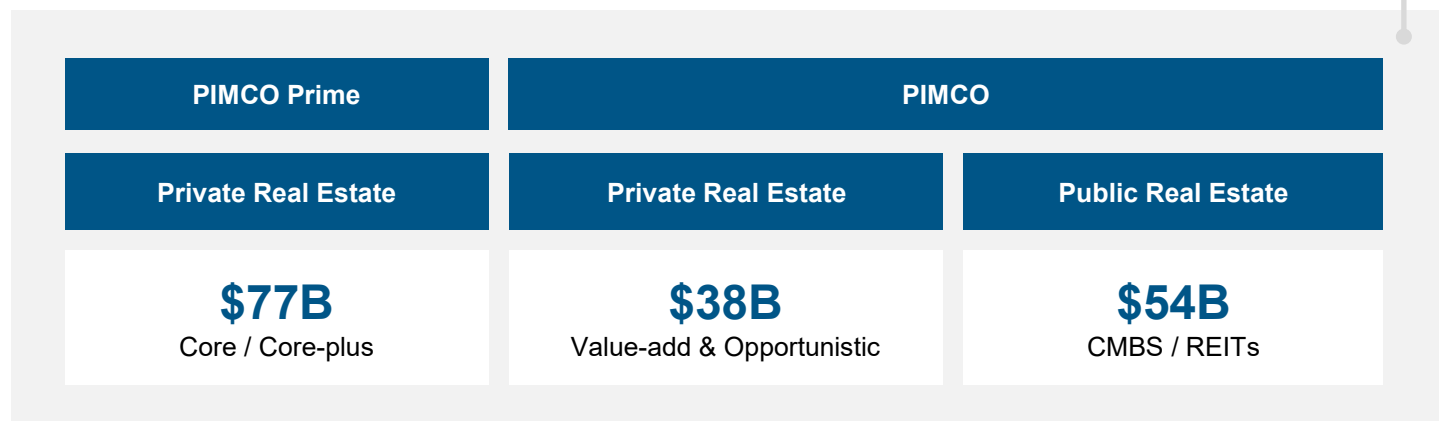 PIMCO Prime
PIMCO
Private Real Estate
Private Real Estate
Public Real Estate
$77B
Core / Core-plus
$38B
Value-add & Opportunistic
$54B
CMBS / REITs